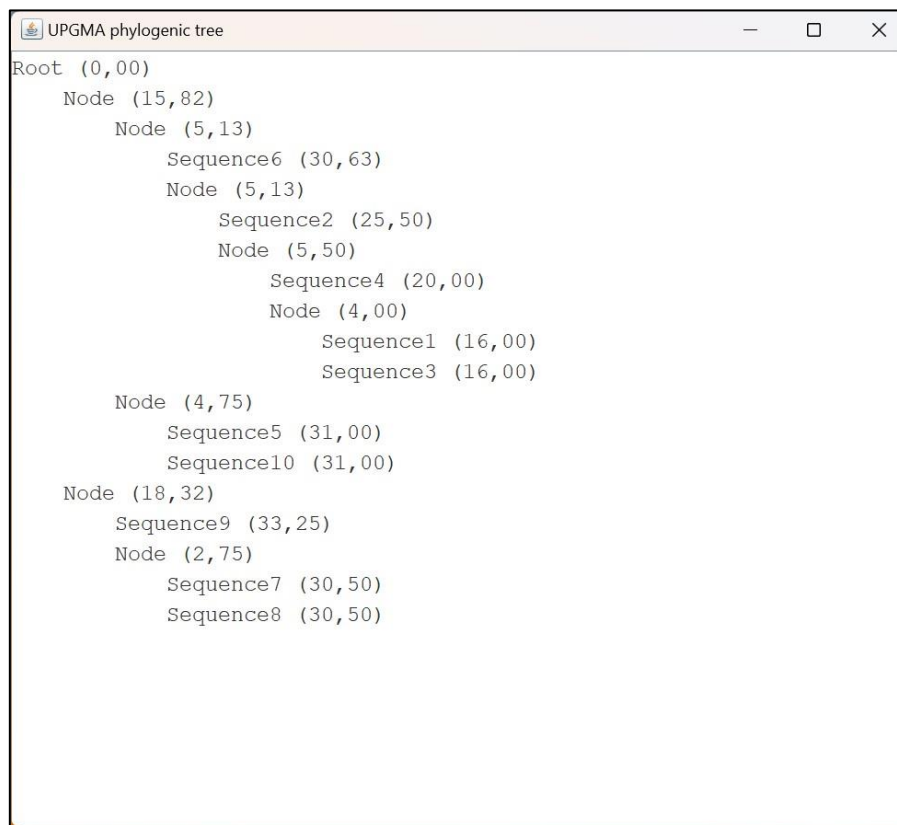 UPGMA phylogenic tree
Root (0,00)
Node (15,82)
Node (5,13)
Sequence6 (30,63)
Node (5,13)
Sequence2 (25,50)
Node (5,50)
Sequence4 (20,00)
Node (4,00)
Sequence1 (16,00)
Sequence3 (16,00)
Node (4,75)
Sequence5 (31,00)
Sequence10 (31,00)
Node (18,32)
Sequence9 (33,25)
Node (2,75)
Sequence7 (30,50)
Sequence8 (30,50)